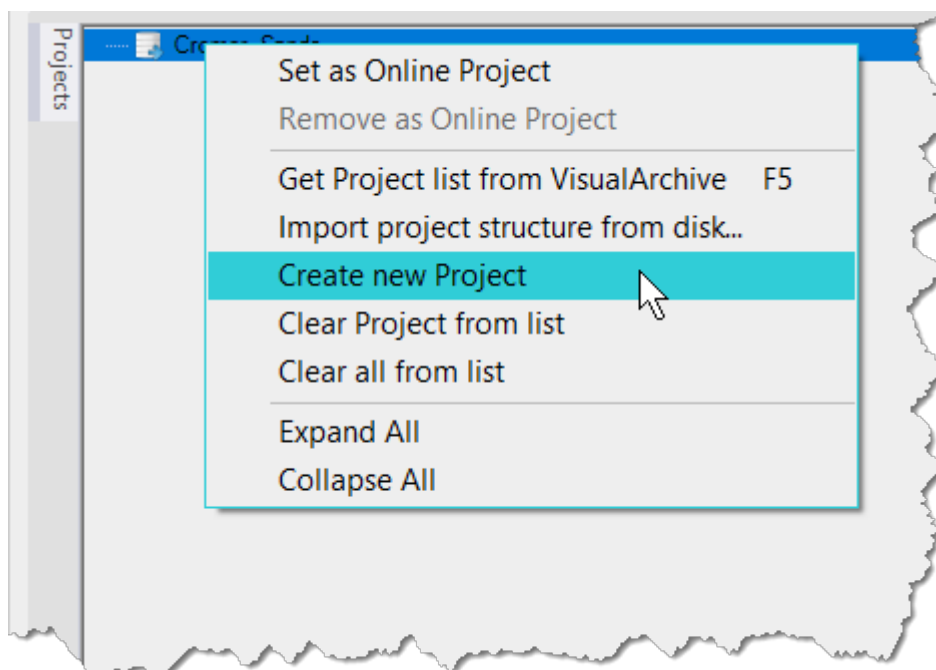 Projects
Set as Online Project
Remove as Online Project
Get Project list from VisualArchive F5
Import project structure from disk...
Create new Project
Clear Project from list
Clear all from list
Expand All
Collapse All